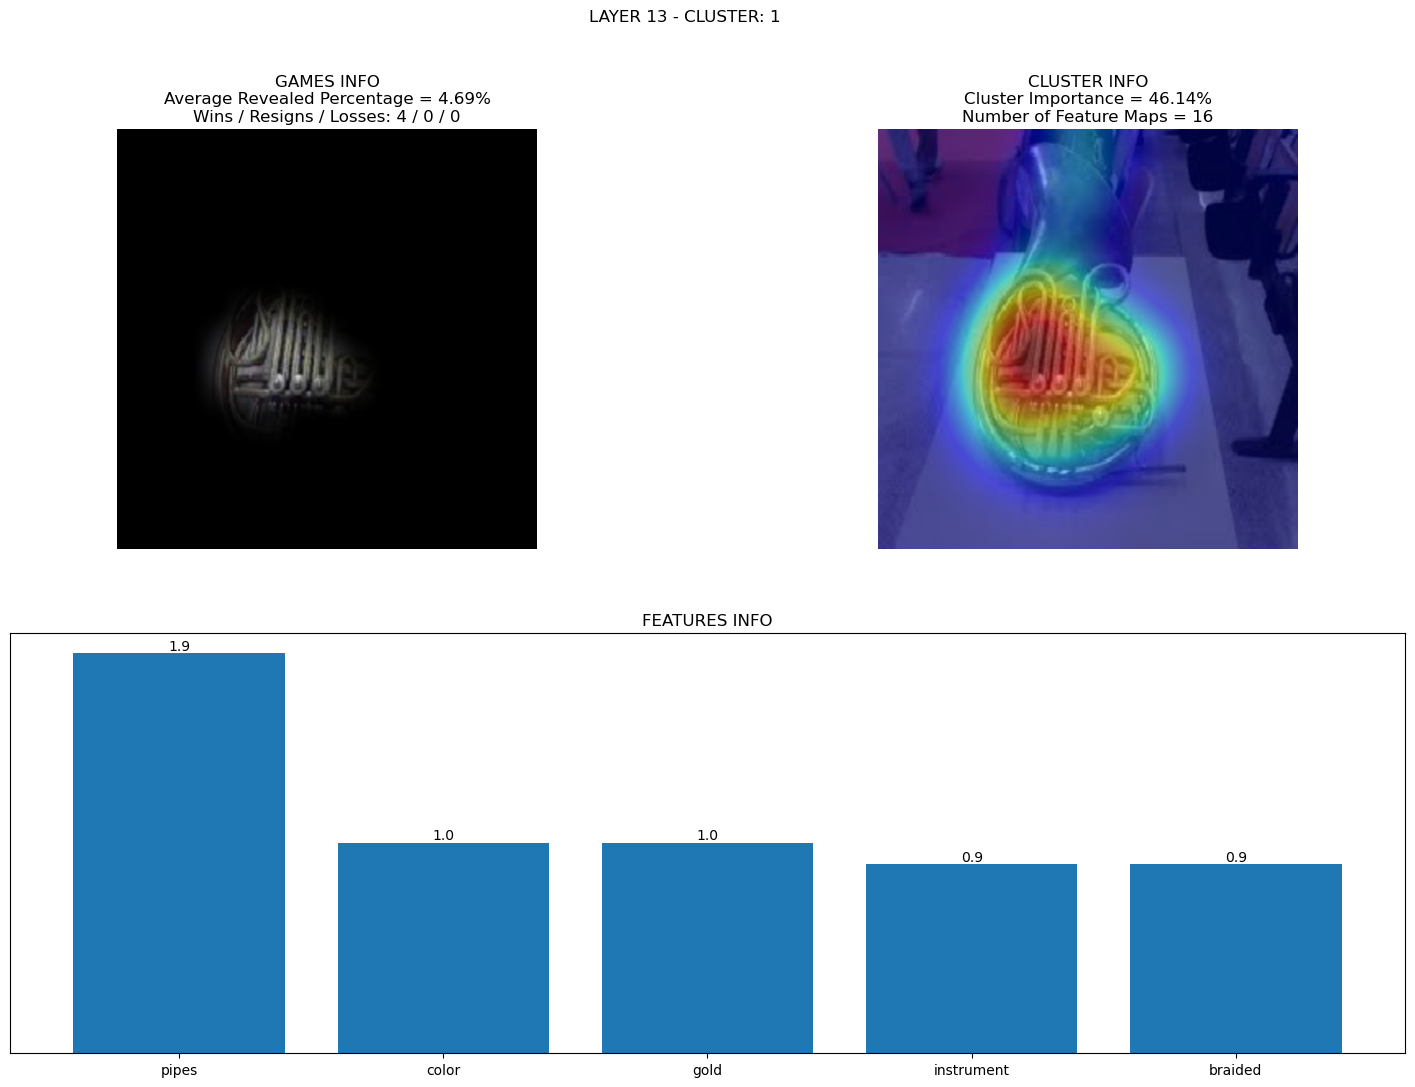 LAYER 13 - CLUSTER: 1
GAMES INFO
Average Revealed Percentage = 4.69%
Wins / Resigns / Losses: 4 / 0 / 0
CLUSTER INFO
Cluster Importance = 46.14%
Number of Feature Maps = 16
FEATURES INFO
1.9
1.0
1.0
0.9
0.9
pipes
color
gold
instrument
braided